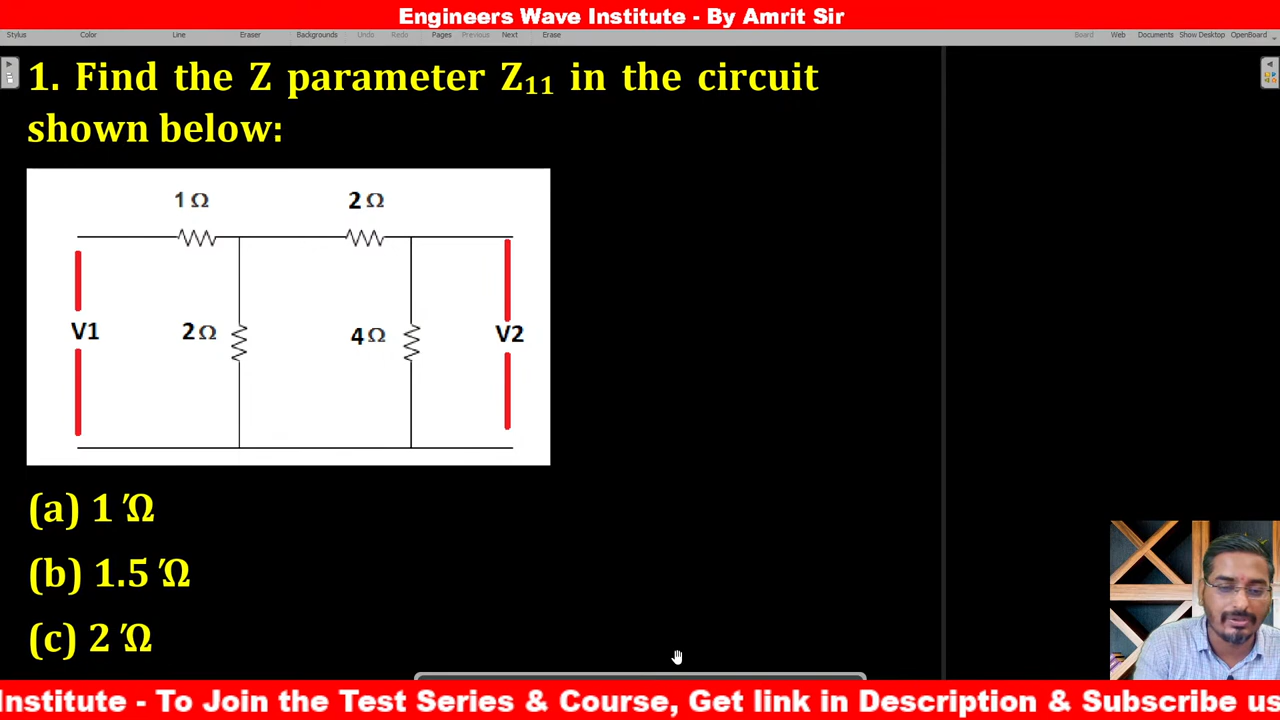 Engineers Wave Institute - By Amrit Sir
Stylus Color Line Eraser Backgrounds Undo Redo Pages Previous Next Erase Board Web Documents Show Desktop OpenBoard
1. Find the Z parameter Z₁₁ in the circuit
shown below:
1 Ω 2 Ω
V1 2 Ω 4 Ω V2
(a) 1 Ώ
(b) 1.5 Ώ
(c) 2 Ώ
Institute - To Join the Test Series & Course, Get link in Description & Subscribe us